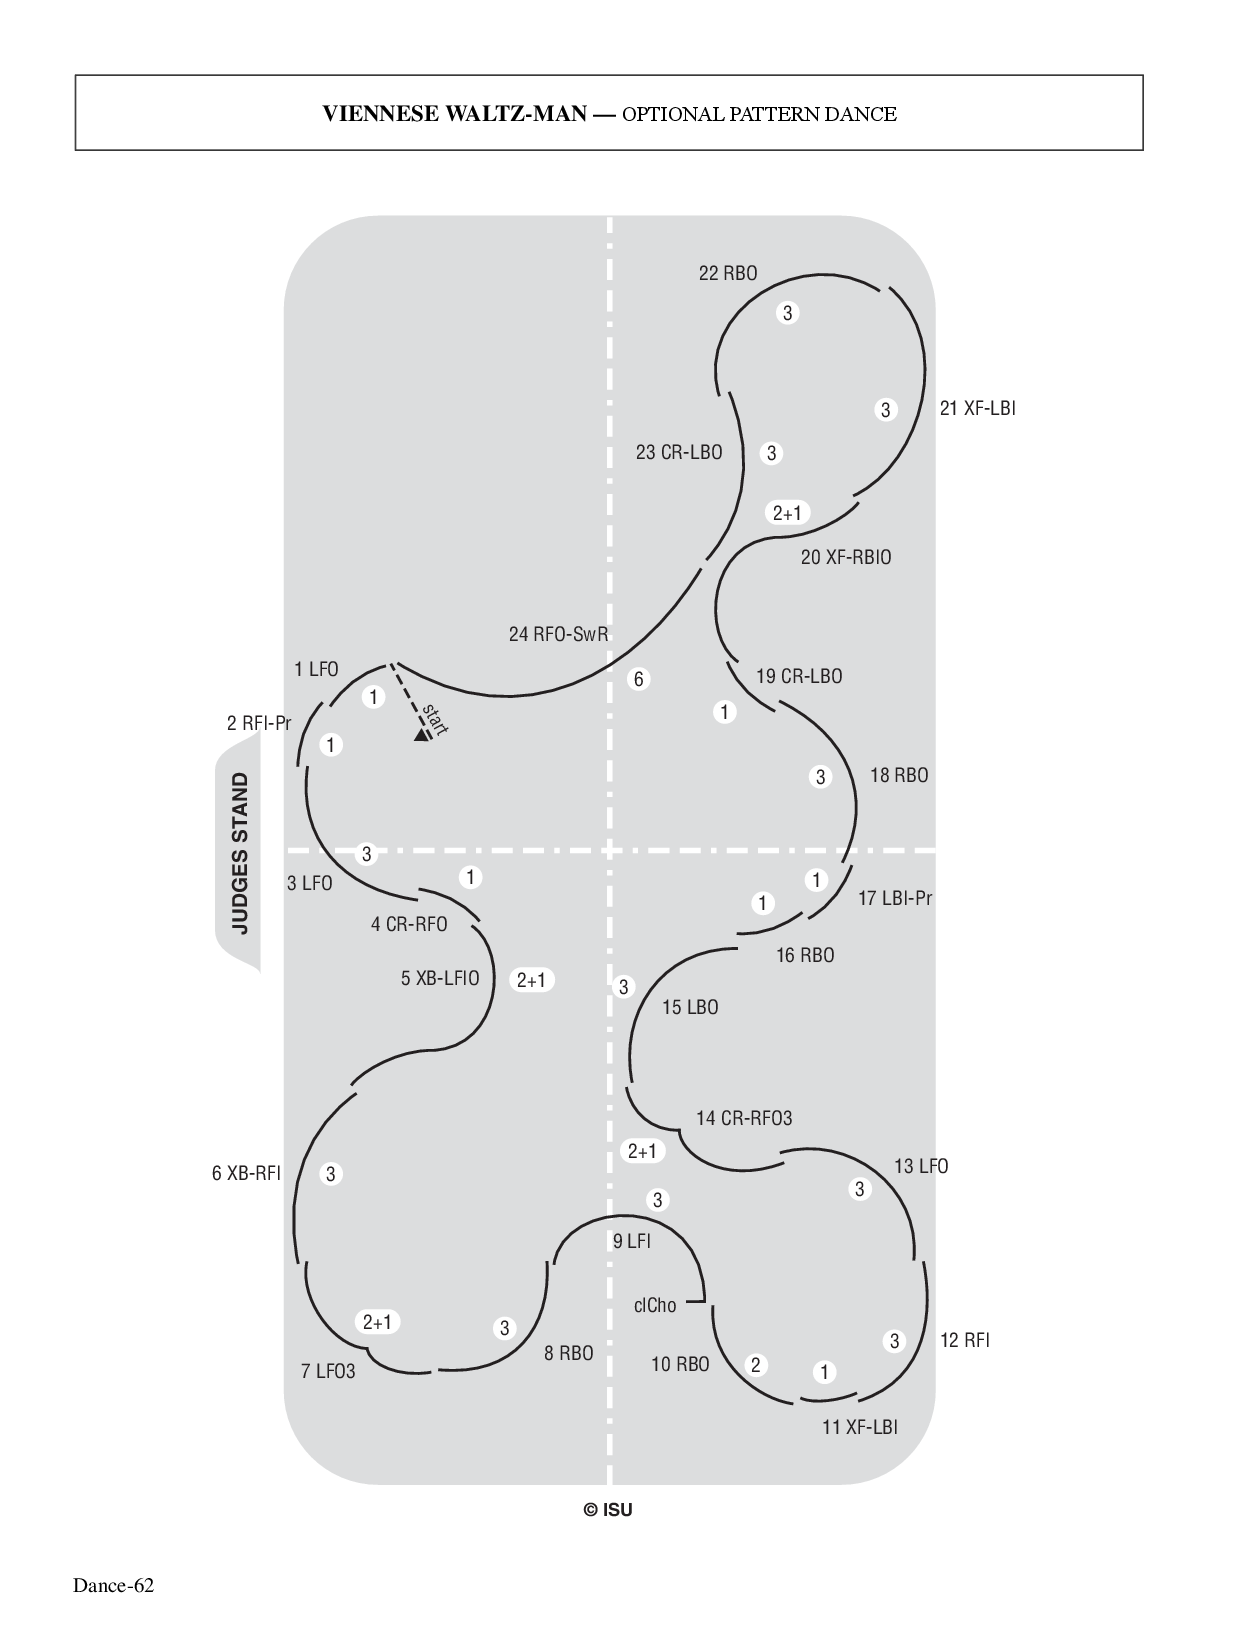 VIENNESE WALTZ-MAN — OPTIONAL PATTERN DANCE
22 RBO
3
21 XF-LBI
3
23 CR-LBO
3
2+1
20 XF-RBIO
24 RFO-SwR
6
19 CR-LBO
1
1 LFO
1
start
2 RFI-Pr
1
JUDGES STAND
18 RBO
3
3
3 LFO
1
4 CR-RFO
1
17 LBI-Pr
1
16 RBO
5 XB-LFIO
2+1
3
15 LBO
14 CR-RFO3
2+1
13 LFO
3
6 XB-RFI
3
3
9 LFI
clCho
2+1
7 LFO3
3
8 RBO
10 RBO
2
1
11 XF-LBI
3
12 RFI
© ISU
Dance-62